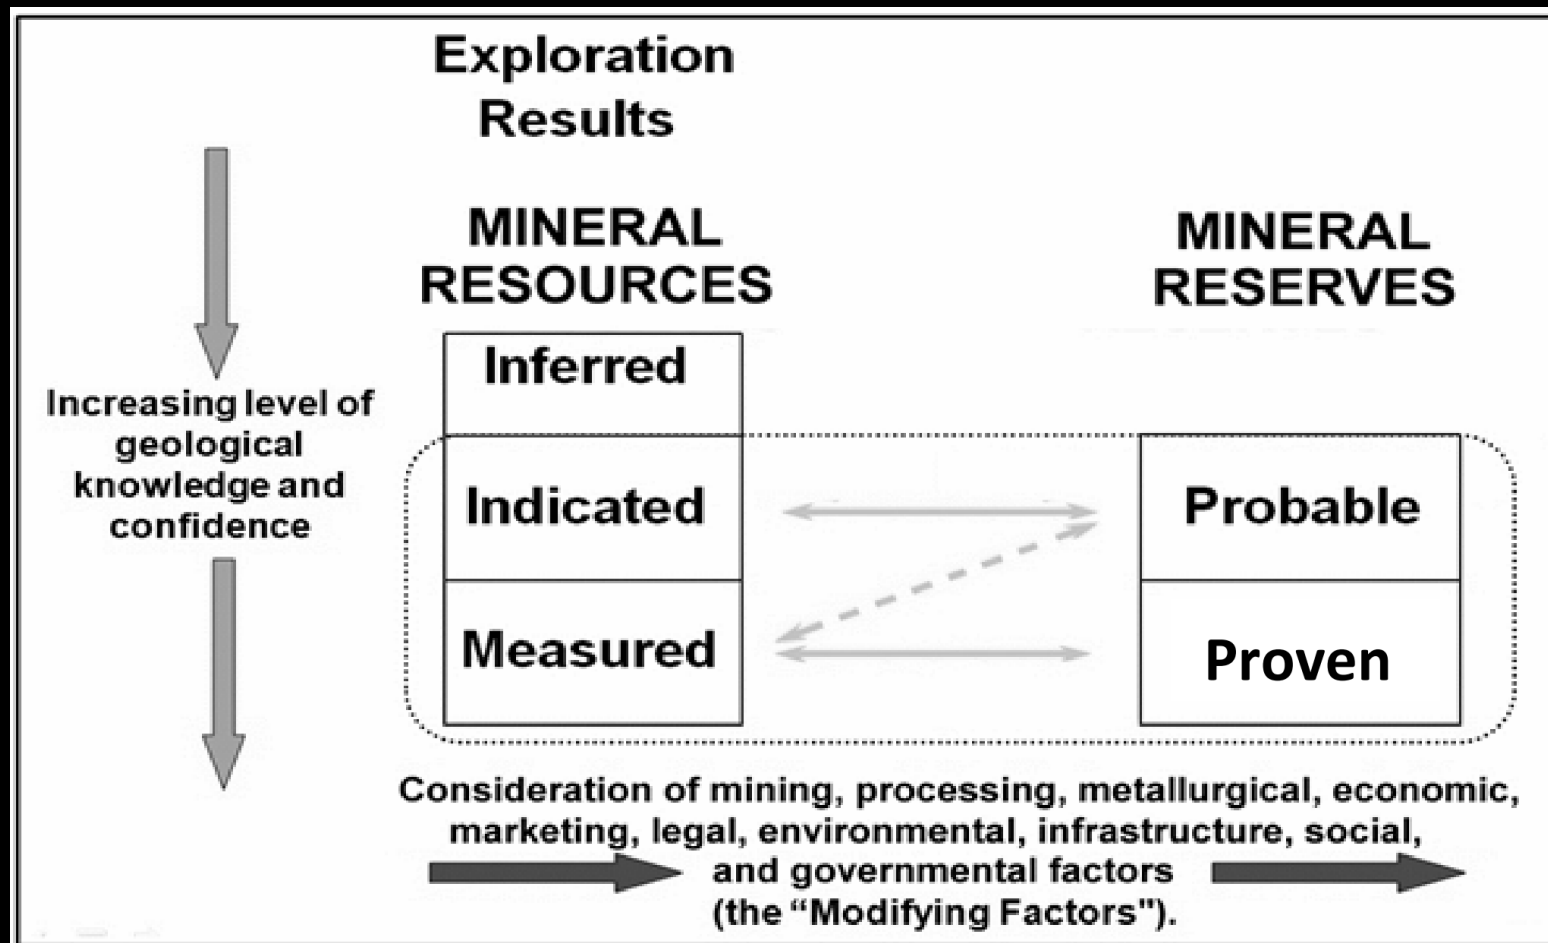 Exploration
Results
MINERAL
RESOURCES
MINERAL
RESERVES
Increasing level of
geological
knowledge and
confidence
Inferred
Indicated
Measured
Probable
Proven
Consideration of mining, processing, metallurgical, economic,
marketing, legal, environmental, infrastructure, social,
and governmental factors
(the “Modifying Factors").